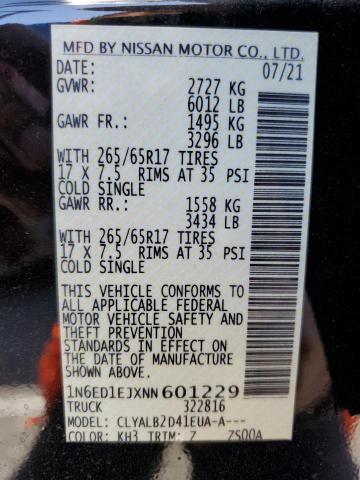 MFD BY NISSAN MOTOR CO., LTD.
DATE: 07/21
GVWR: 2727 KG
6012 LB
GAWR FR.: 1495 KG
3296 LB
WITH 265/65R17 TIRES
17 X 7.5 RIMS AT 35 PSI
COLD SINGLE
GAWR RR.: 1558 KG
3434 LB
WITH 265/65R17 TIRES
17 X 7.5 RIMS AT 35 PSI
COLD SINGLE
THIS VEHICLE CONFORMS TO
ALL APPLICABLE FEDERAL
MOTOR VEHICLE SAFETY AND
THEFT PREVENTION
STANDARDS IN EFFECT ON
THE DATE OF MANUFACTURE
SHOWN ABOVE.
1N6ED1EJXNN601229
TRUCK 322816
MODEL: CLYALB2D41EUA-A---
COLOR: KH3 TRIM: Z ZS00A